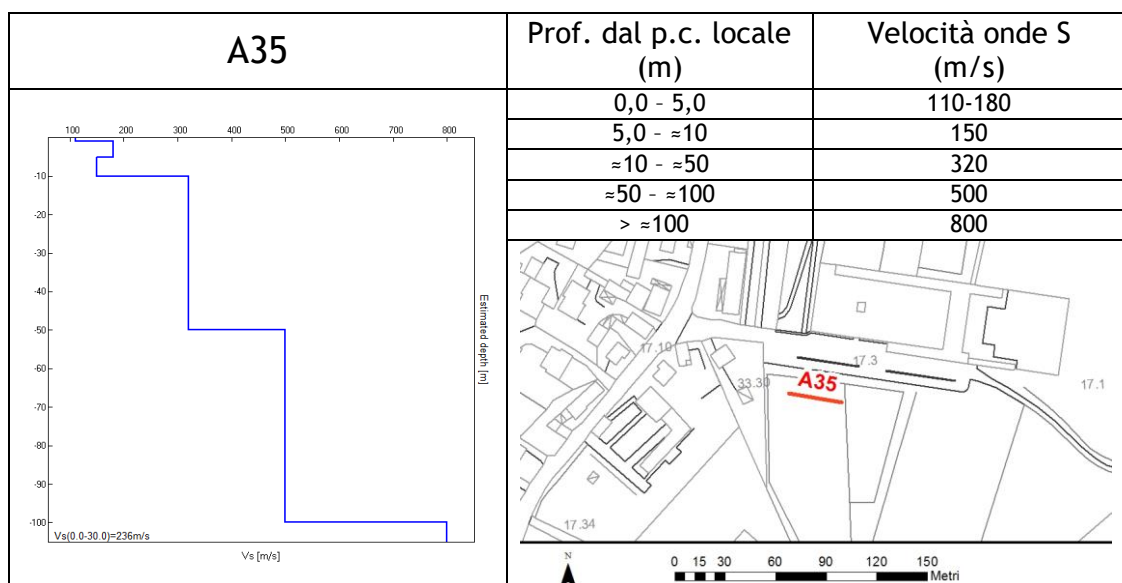 A35
Prof. dal p.c. locale
(m)
Velocità onde S
(m/s)
0,0 – 5,0 110-180
5,0 – ≈10 150
≈10 – ≈50 320
≈50 – ≈100 500
> ≈100 800
100 200 300 400 500 600 700 800
-10
-20
-30
-40
-50
-60
-70
-80
-90
-100
Estimated depth [m]
Vs(0.0-30.0)=236m/s
Vs [m/s]
17.10
17.3
33.30
A35
17.1
17.34
N
0 15 30 60 90 120 150
Metri